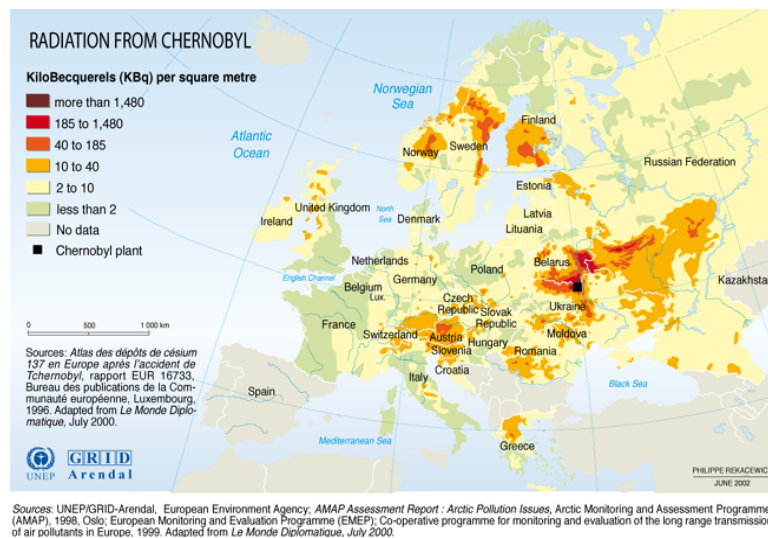 RADIATION FROM CHERNOBYL
KiloBecquerels (KBq) per square metre
more than 1,480
185 to 1,480
40 to 185
10 to 40
2 to 10
less than 2
No data
Chernobyl plant
Norwegian
Sea
Atlantic
Ocean
Finland
Norway
Sweden
Russian Federation
Estonia
United Kingdom
North
Sea
Ireland
Denmark
Latvia
Lituania
Netherlands
Belarus
English Channel
Germany
Poland
Belgium
Lux.
Kazakhsta
Czech
Republic
Slovak
Republic
Ukraine
France
Switzerland
Austria
Hungary
Moldova
Slovenia
Romania
Croatia
Italy
Spain
Black Sea
Mediterranean Sea
Greece
0 500 1 000 km
Sources: Atlas des dépôts de césium
137 en Europe après l'accident de
Tchernobyl, rapport EUR 16733,
Bureau des publications de la Com-
munauté européenne, Luxembourg,
1996. Adapted from Le Monde Diplo-
matique, July 2000.
UNEP
GRID
Arendal
PHILIPPE REKACEWIC
JUNE 2002
Sources: UNEP/GRID-Arendal, European Environment Agency; AMAP Assessment Report : Arctic Pollution Issues, Arctic Monitoring and Assessment Programme
(AMAP), 1998, Oslo; European Monitoring and Evaluation Programme (EMEP); Co-operative programme for monitoring and evaluation of the long range transmission
of air pollutants in Europe, 1999. Adapted from Le Monde Diplomatique, July 2000.